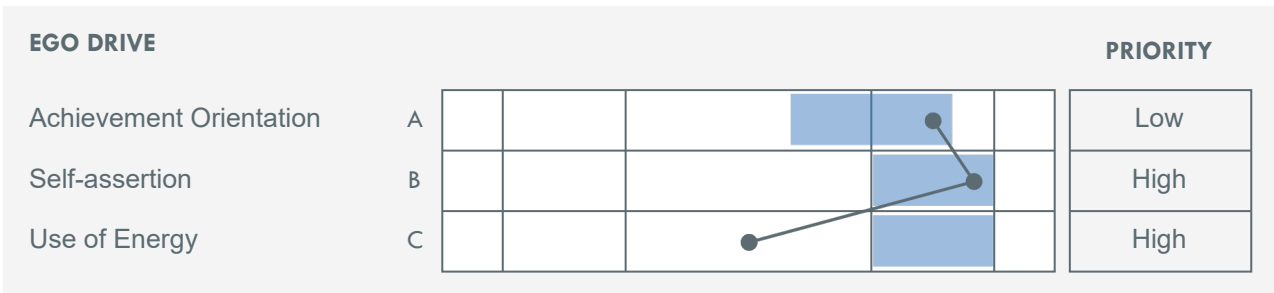 EGO DRIVE
PRIORITY
Achievement Orientation A Low
Self-assertion B High
Use of Energy C High